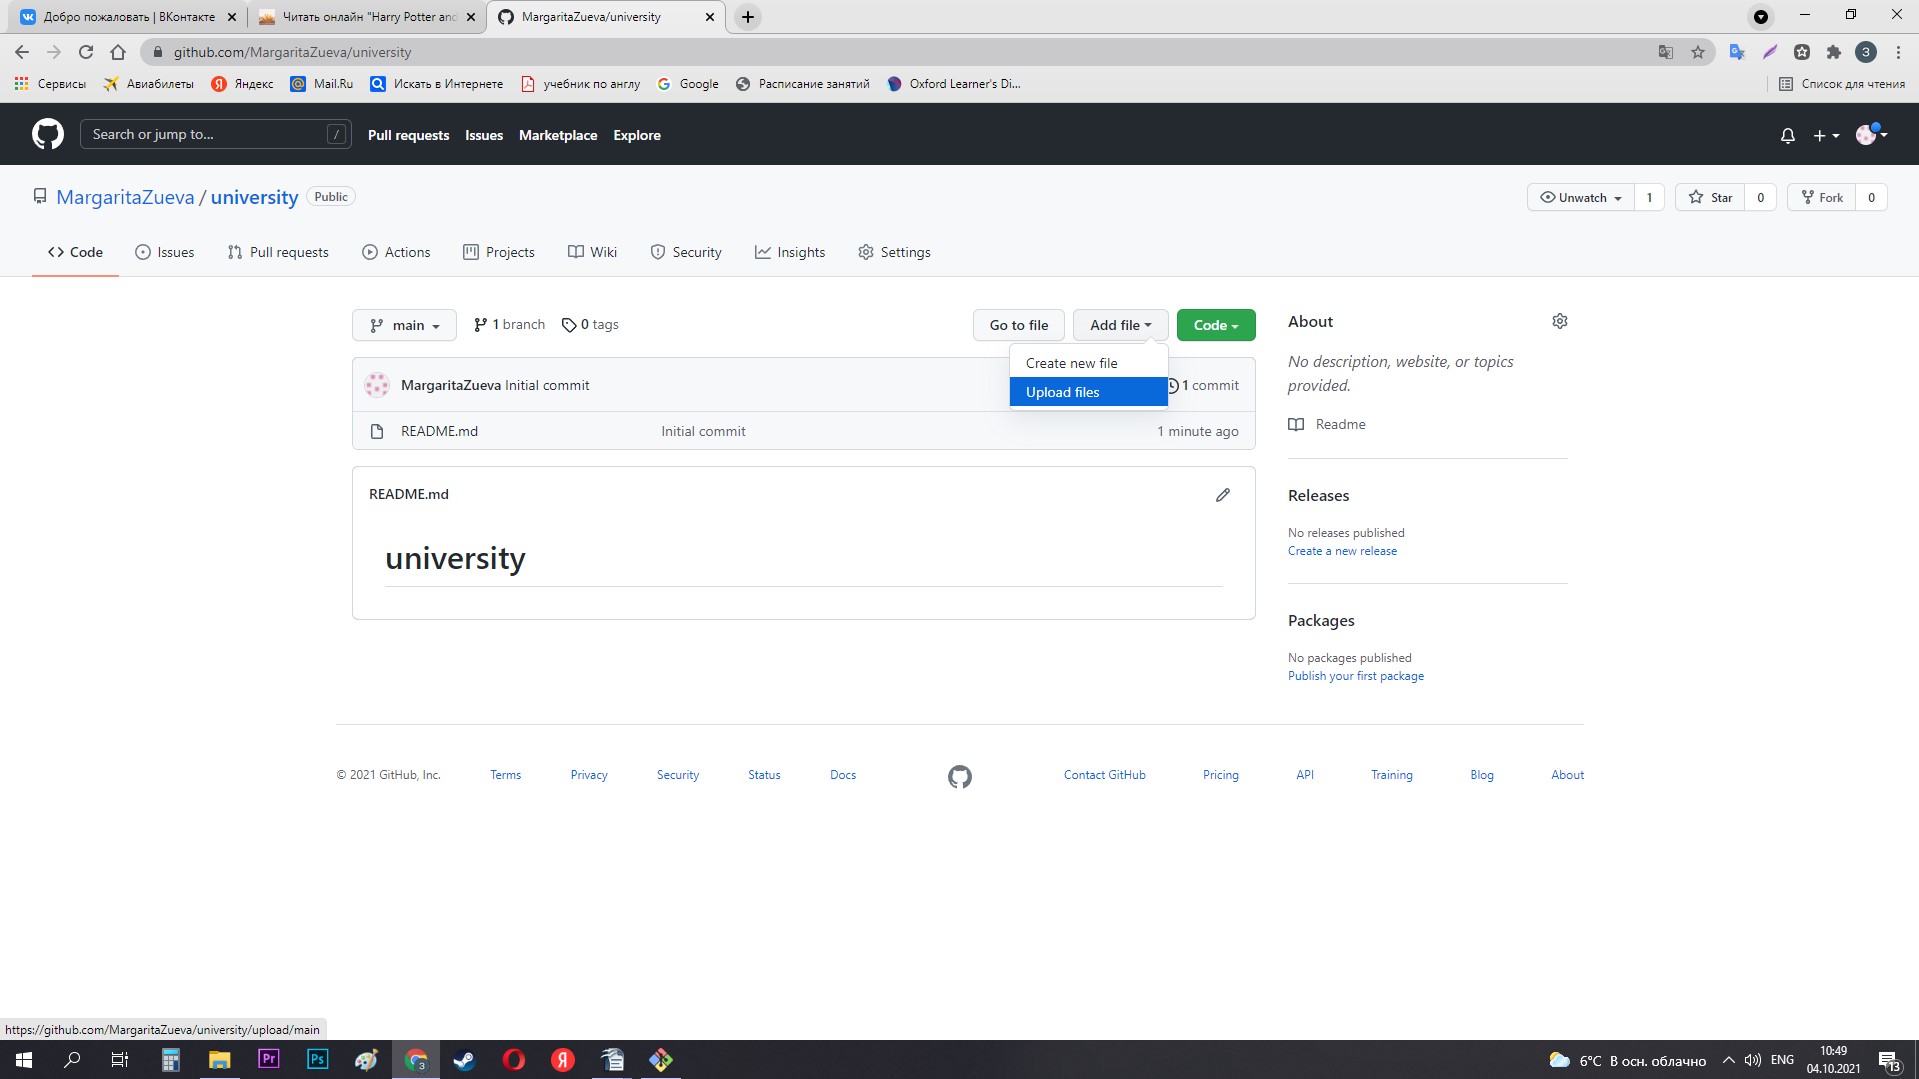 Добро пожаловать | ВКонтакте
Читать онлайн "Harry Potter and
MargaritaZueva/university
github.com/MargaritaZueva/university
З
Сервисы
Авиабилеты
Яндекс
Mail.Ru
Искать в Интернете
учебник по англу
Google
Расписание занятий
Oxford Learner's Di...
Список для чтения
Search or jump to...
/
Pull requests
Issues
Marketplace
Explore
MargaritaZueva / university
Public
Unwatch
1
Star
0
Fork
0
Code
Issues
Pull requests
Actions
Projects
Wiki
Security
Insights
Settings
main
1 branch
0 tags
Go to file
Add file
Code
Create new file
Upload files
MargaritaZueva Initial commit
1 commit
README.md
Initial commit
1 minute ago
README.md
university
About
No description, website, or topics
provided.
Readme
Releases
No releases published
Create a new release
Packages
No packages published
Publish your first package
© 2021 GitHub, Inc.
Terms
Privacy
Security
Status
Docs
Contact GitHub
Pricing
API
Training
Blog
About
https://github.com/MargaritaZueva/university/upload/main
Pr
Ps
3
Я
6°C В осн. облачно
ENG
10:49
04.10.2021
13